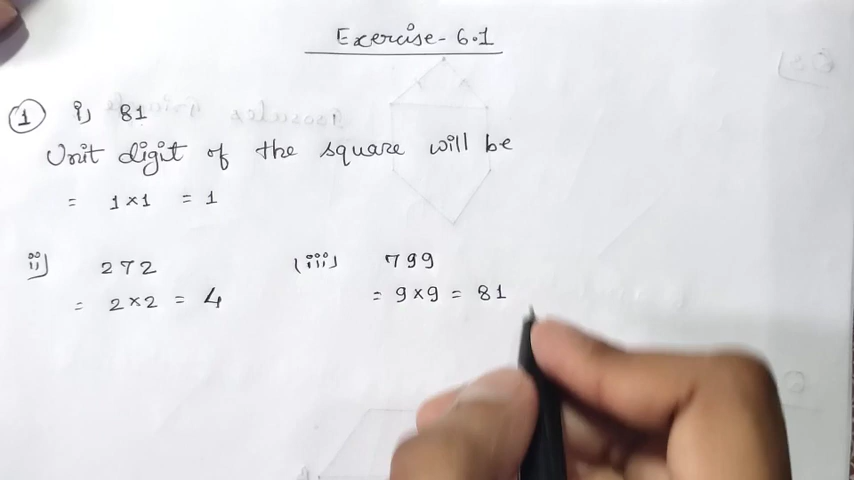 Exercise-6.1
1 i) 81
Unit digit of the square will be
= 1×1 = 1
ii) 272 (iii) 799
= 2×2 = 4 = 9×9 = 81